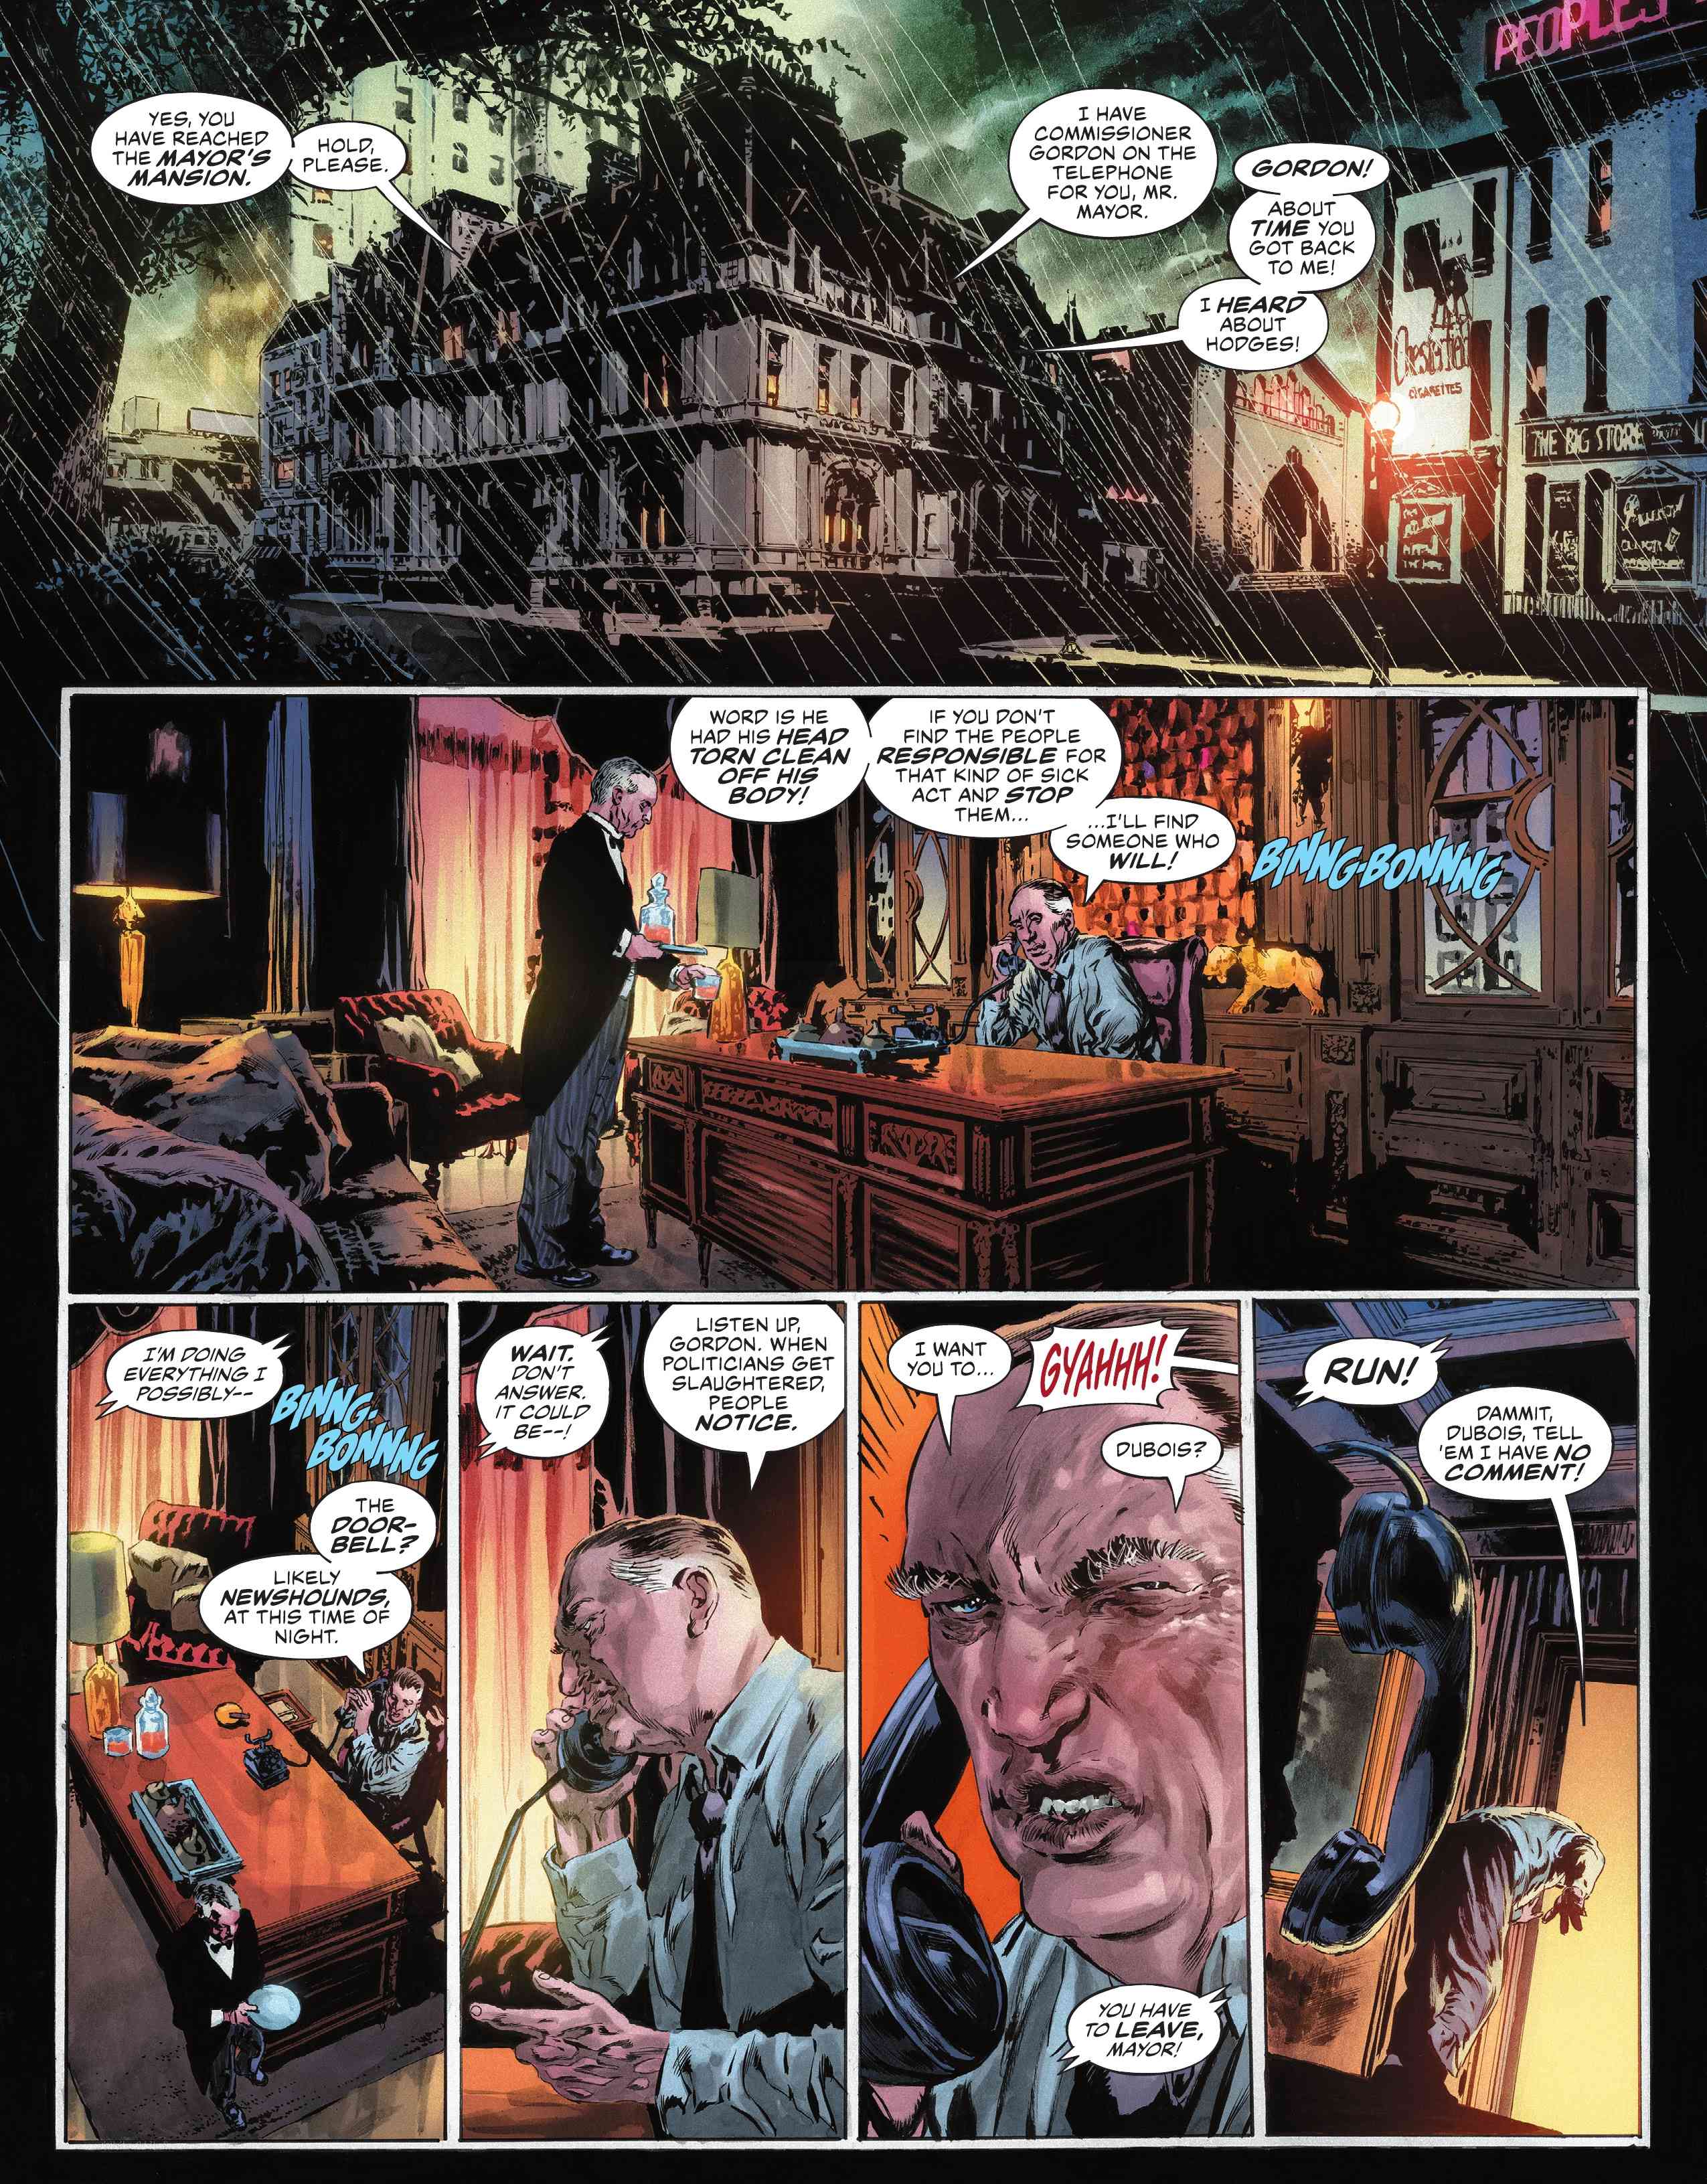 PEOPLES
YES, YOU
HAVE REACHED
THE MAYOR'S
MANSION.
HOLD,
PLEASE.
I HAVE
COMMISSIONER
GORDON ON THE
TELEPHONE
FOR YOU, MR.
MAYOR.
GORDON!
ABOUT
TIME YOU
GOT BACK
TO ME!
I HEARD
ABOUT
HODGES!
Chesterfield
CIGARETTES
THE BIG STORE
WORD IS HE
HAD HIS HEAD
TORN CLEAN
OFF HIS
BODY!
IF YOU DON'T
FIND THE PEOPLE
RESPONSIBLE FOR
THAT KIND OF SICK
ACT AND STOP
THEM...
...I'LL FIND
SOMEONE WHO
WILL!
BINNG-BONNNG
I'M DOING
EVERYTHING I
POSSIBLY--
BINNG-
BONNNG
THE
DOOR-
BELL?
LIKELY
NEWSHOUNDS,
AT THIS TIME OF
NIGHT.
WAIT.
DON'T
ANSWER.
IT COULD
BE--!
LISTEN UP,
GORDON. WHEN
POLITICIANS GET
SLAUGHTERED,
PEOPLE
NOTICE.
I WANT
YOU TO...
GYAHHH!
DUBOIS?
YOU HAVE
TO LEAVE,
MAYOR!
RUN!
DAMMIT,
DUBOIS, TELL
'EM I HAVE NO
COMMENT!